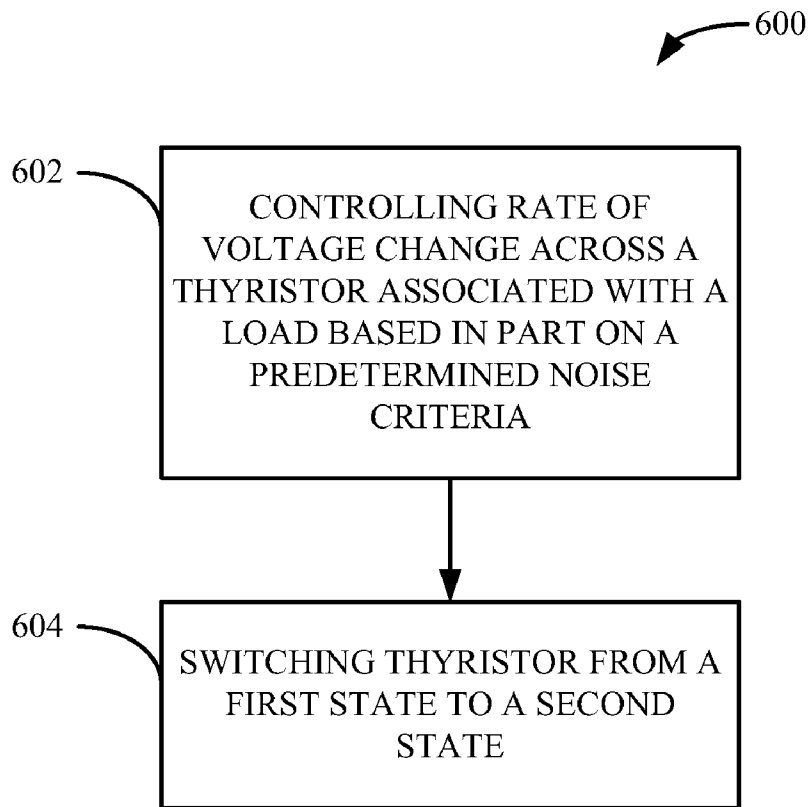 600
602
CONTROLLING RATE OF
VOLTAGE CHANGE ACROSS A
THYRISTOR ASSOCIATED WITH A
LOAD BASED IN PART ON A
PREDETERMINED NOISE
CRITERIA
604
SWITCHING THYRISTOR FROM A
FIRST STATE TO A SECOND
STATE